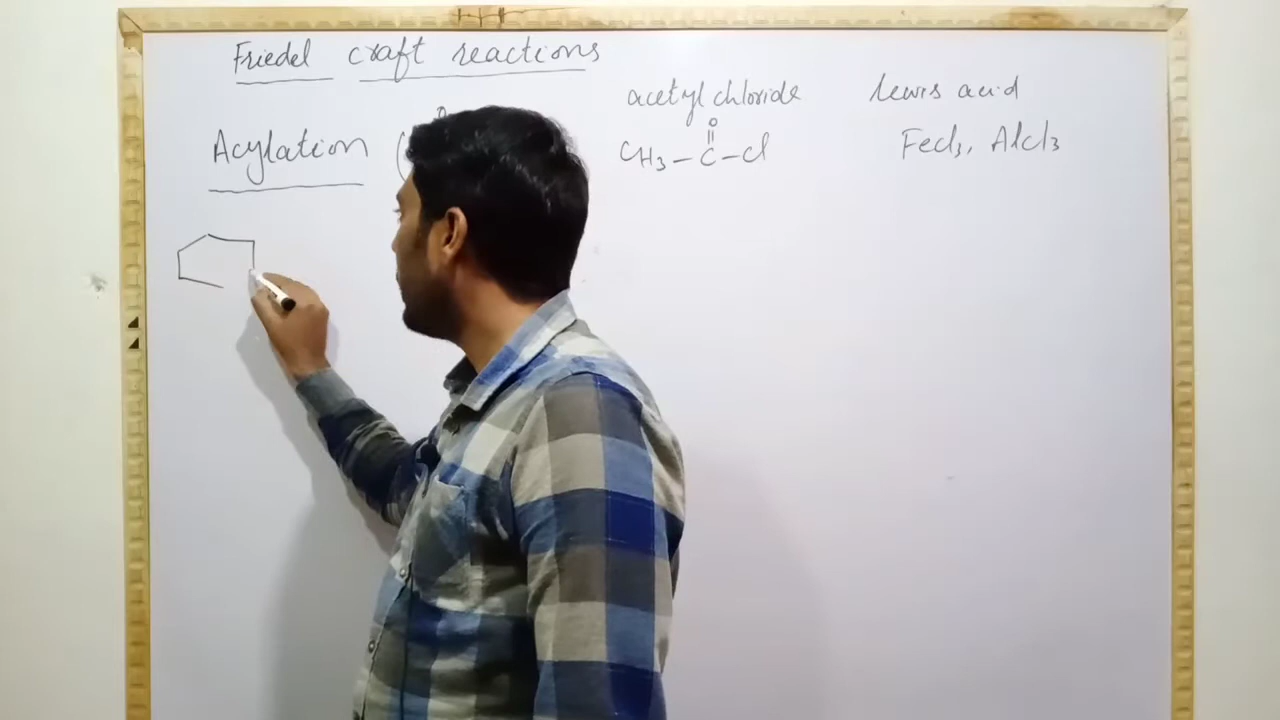 Friedel craft reactions
acetyl chloride
Lewis acid
Acylation (
O
O
CH3-C-Cl
FeCl3, AlCl3